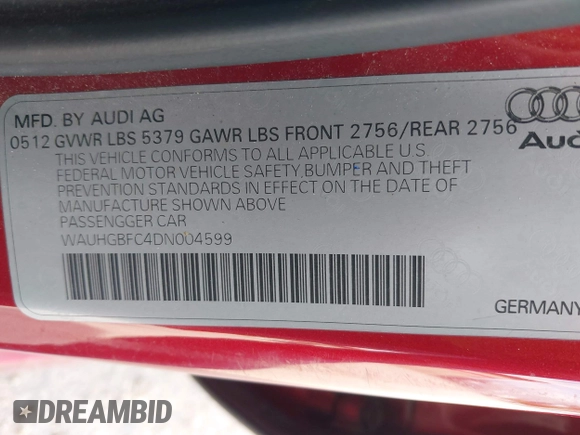 MFD. BY AUDI AG
0512 GVWR LBS 5379 GAWR LBS FRONT 2756/REAR 2756
THIS VEHICLE CONFORMS TO ALL APPLICABLE U.S.
FEDERAL MOTOR VEHICLE SAFETY,BUMPER AND THEFT
PREVENTION STANDARDS IN EFFECT ON THE DATE OF
MANUFACTURE SHOWN ABOVE
PASSENGGER CAR
WAUHGBFC4DN004599
GERMANY
DREAMBID